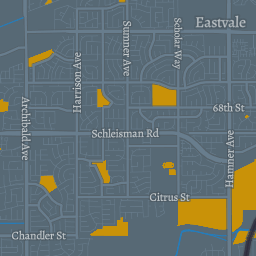 Eastvale
Sumner Ave
Scholar Way
Harrison Ave
68th St
Archibald Ave
Schleisman Rd
Hamner Ave
Citrus St
Chandler St